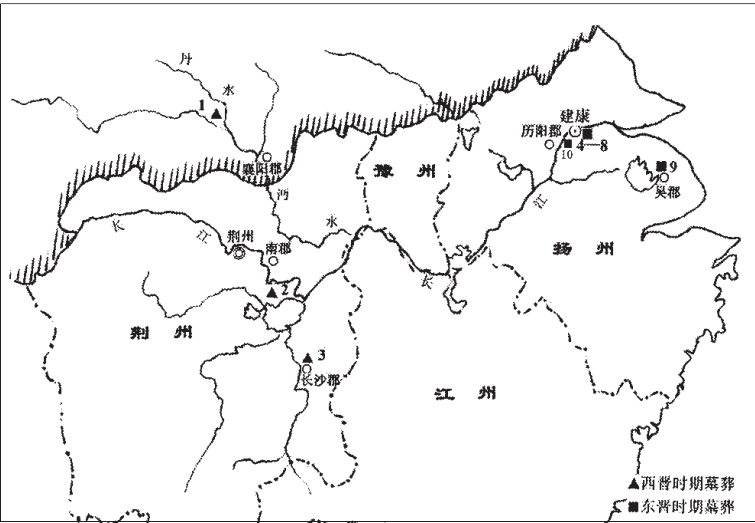 丹
水
1
襄阳郡
沔
水
建康
历阳郡
4—8
10
9
吴郡
豫 州
扬州
长
江
荆州
南郡
2
江
长
荆 州
3
长沙郡
江 州
▲西晋时期墓葬
■东晋时期墓葬